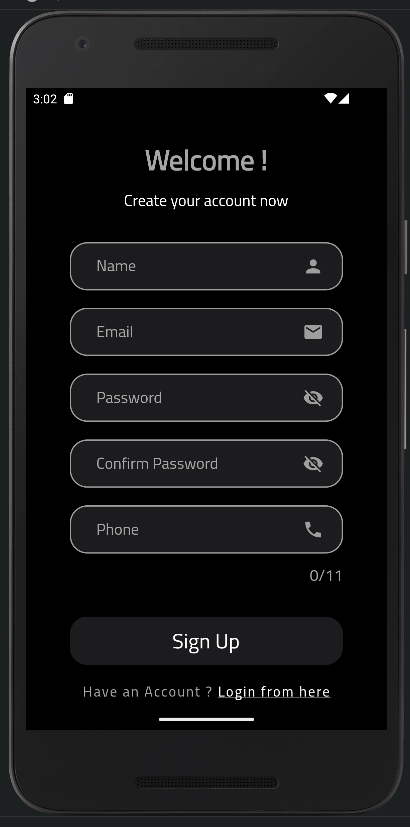 3:02
Welcome !
Create your account now
Name
Email
Password
Confirm Password
Phone
0/11
Sign Up
Have an Account ? Login from here